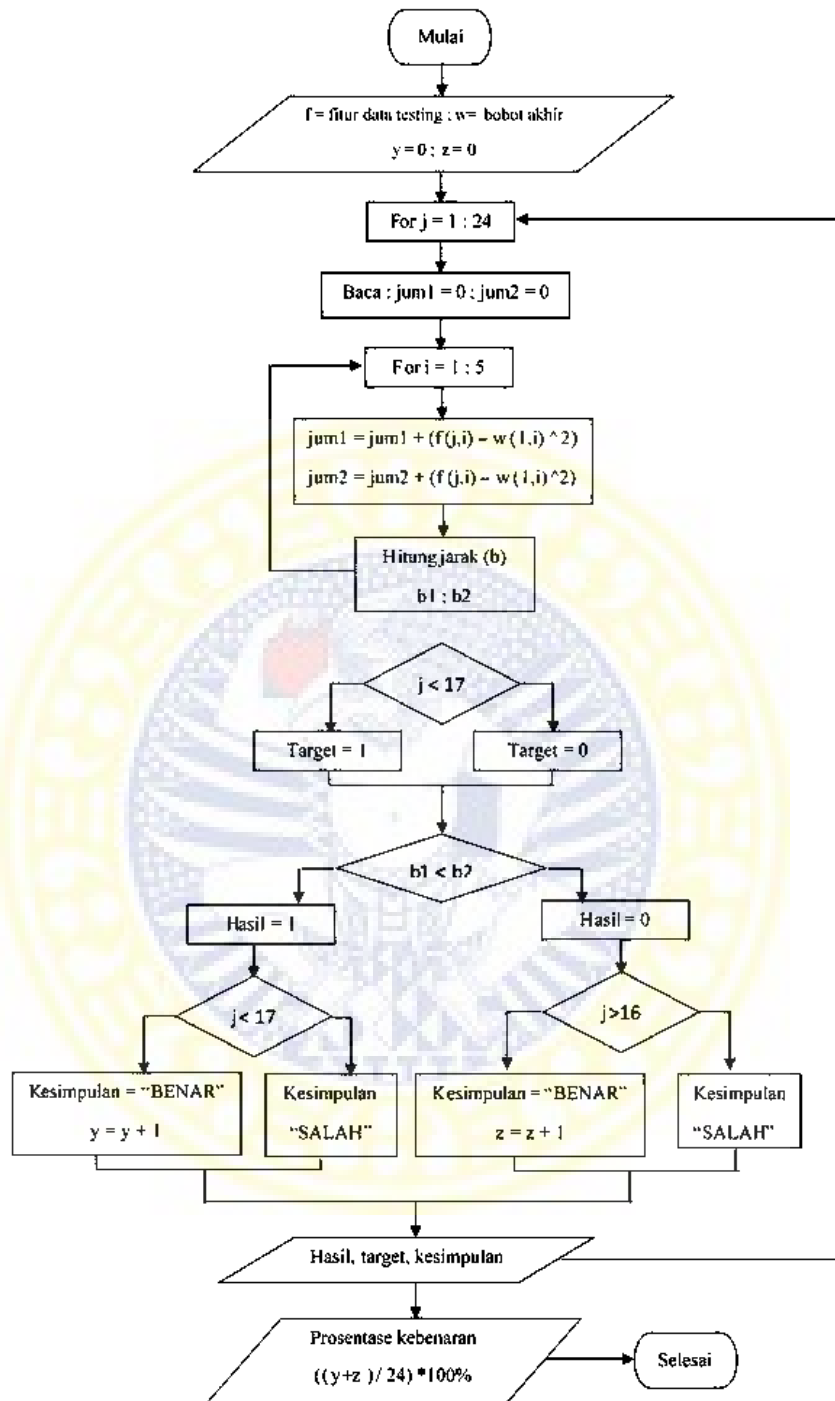 Mulai
f = fitur data testing ; w= bobot akhir
y = 0 ; z = 0
For j = 1 : 24
Baca : jum1 = 0 ; jum2 = 0
For i = 1 : 5
jum1 = jum1 + (f(j,i) – w(1,i)^2)
jum2 = jum2 + (f(j,i) – w(1,i)^2)
Hitung jarak (b)
b1 ; b2
j < 17
Target = 1
Target = 0
b1 < b2
Hasil = 1
Hasil = 0
j< 17
j>16
Kesimpulan = “BENAR”
y = y + 1
Kesimpulan
“SALAH”
Kesimpulan = “BENAR”
z = z + 1
Kesimpulan
“SALAH”
Hasil, target, kesimpulan
Prosentase kebenaran
((y+z )/ 24) *100%
Selesai